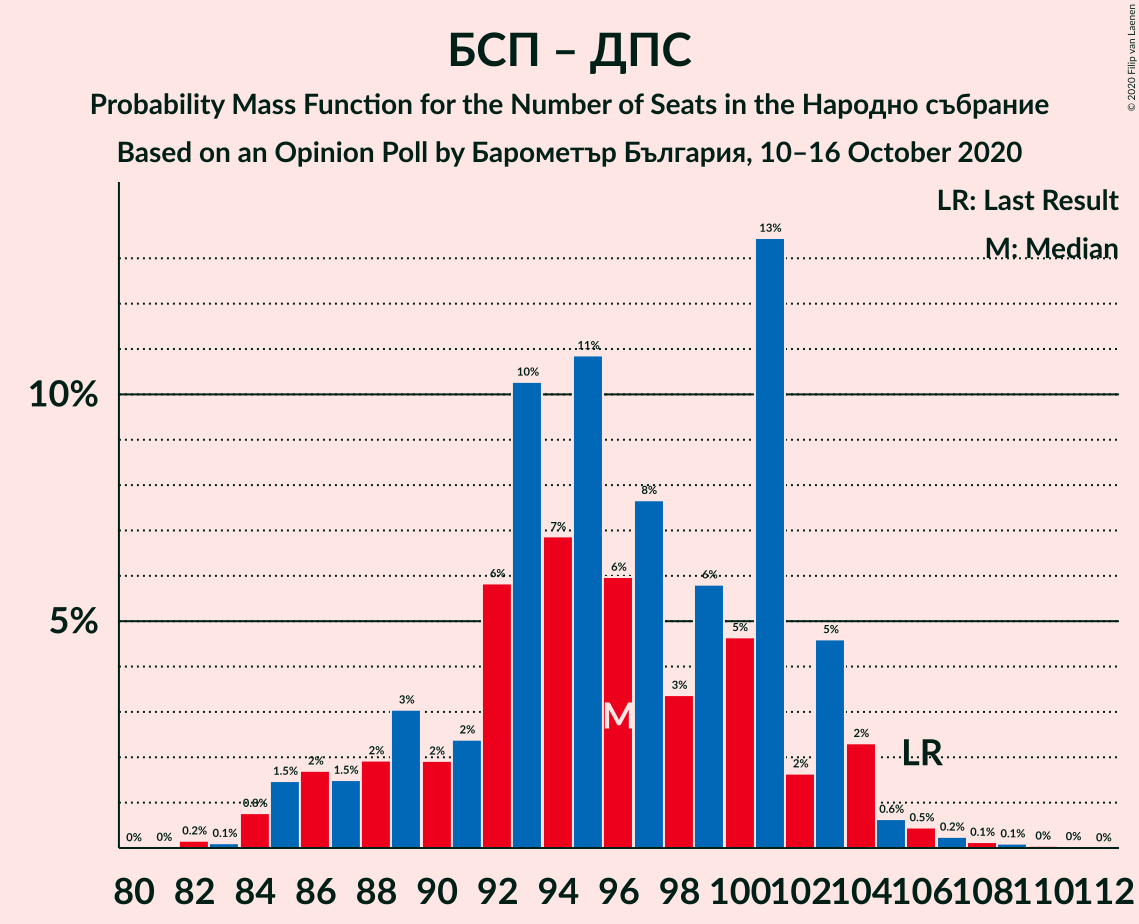 БСП – ДПС
Probability Mass Function for the Number of Seats in the Народно събрание
Based on an Opinion Poll by Барометър България, 10–16 October 2020
© 2020 Filip van Laenen
LR: Last Result
M: Median
13%
11%
10%
10%
8%
7%
6%
6%
6%
5%
5%
5%
3%
3%
M
2%
2%
LR
2%
2%
2%
2%
1.5%
1.5%
0.8%
0.6%
0.5%
0% 0% 0.2% 0.1% 0.2% 0.1% 0.1% 0% 0% 0%
80 82 84 86 88 90 92 94 96 98 100 102 104 106 108 110 112